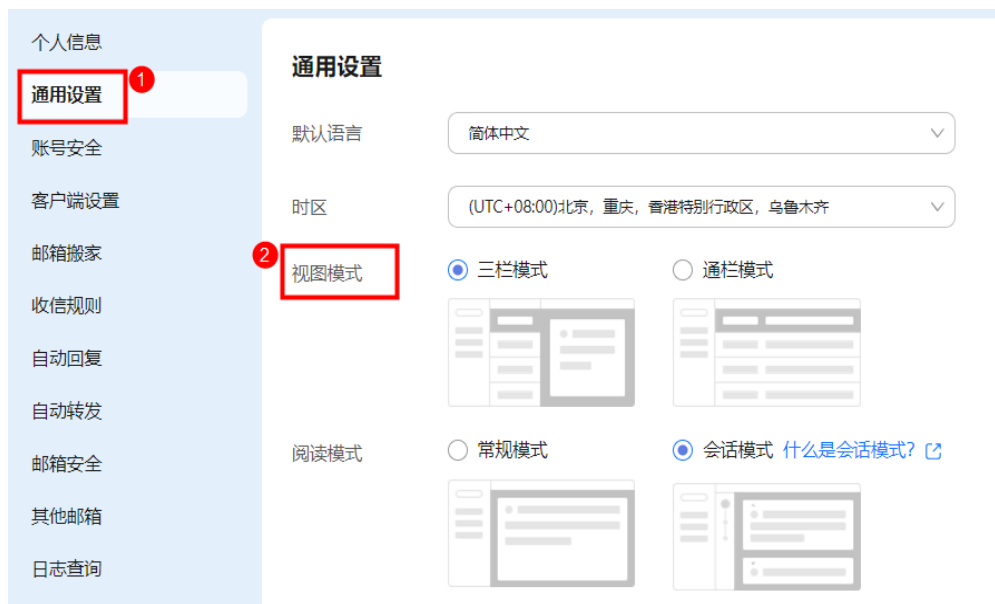 个人信息
通用设置
1
账号安全
客户端设置
邮箱搬家
收信规则
自动回复
自动转发
邮箱安全
其他邮箱
日志查询
通用设置
默认语言 简体中文
时区 (UTC+08:00)北京，重庆，香港特别行政区，乌鲁木齐
2
视图模式 三栏模式 通栏模式
阅读模式 常规模式 会话模式 什么是会话模式?